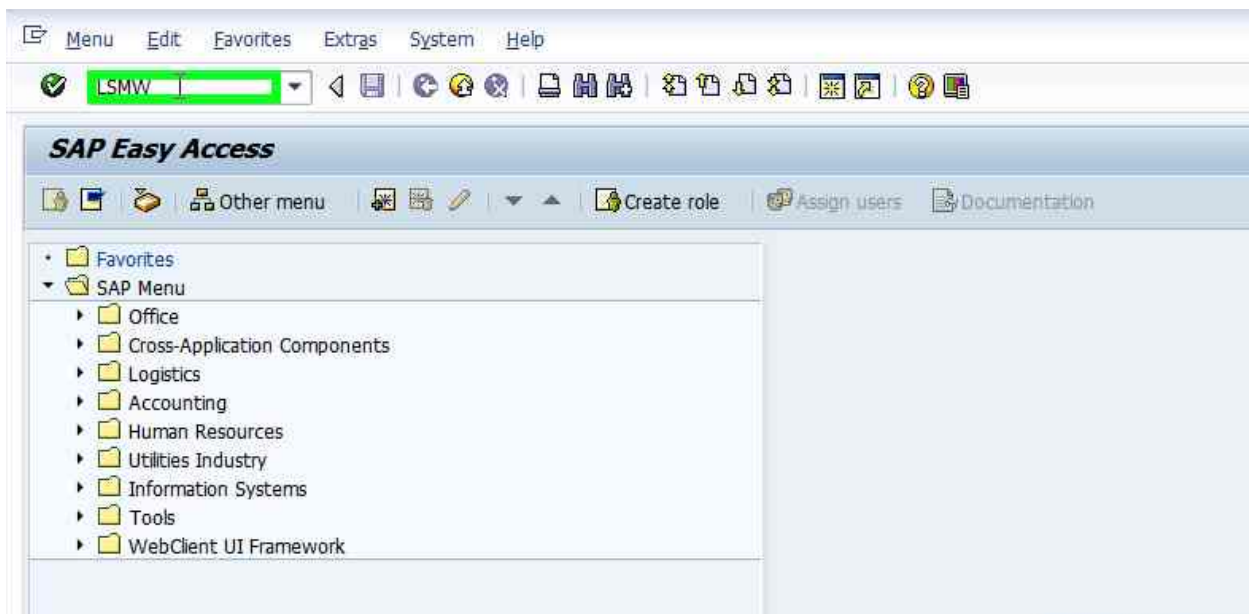 Menu Edit Favorites Extras System Help
LSMW
SAP Easy Access
Other menu Create role Assign users Documentation
Favorites
SAP Menu
Office
Cross-Application Components
Logistics
Accounting
Human Resources
Utilities Industry
Information Systems
Tools
WebClient UI Framework